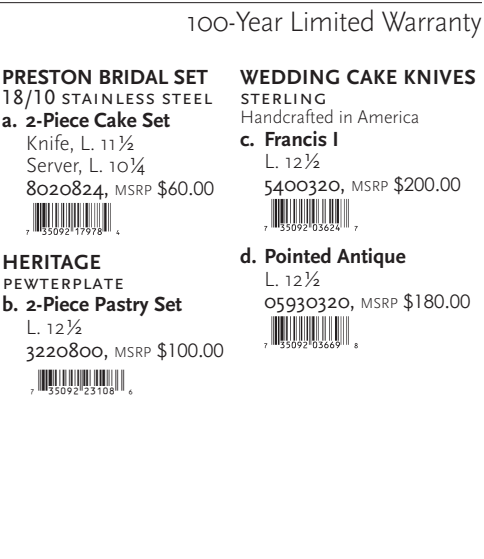 100-Year Limited Warranty
PRESTON BRIDAL SET
18/10 STAINLESS STEEL
a. 2-Piece Cake Set
Knife, L. 11½
Server, L. 10¼
8020824, MSRP $60.00
7 35092 17978 4
HERITAGE
PEWTERPLATE
b. 2-Piece Pastry Set
L. 12½
3220800, MSRP $100.00
7 35092 23108 6
WEDDING CAKE KNIVES
STERLING
Handcrafted in America
c. Francis I
L. 12½
5400320, MSRP $200.00
7 35092 03624 7
d. Pointed Antique
L. 12½
05930320, MSRP $180.00
7 35092 03669 8